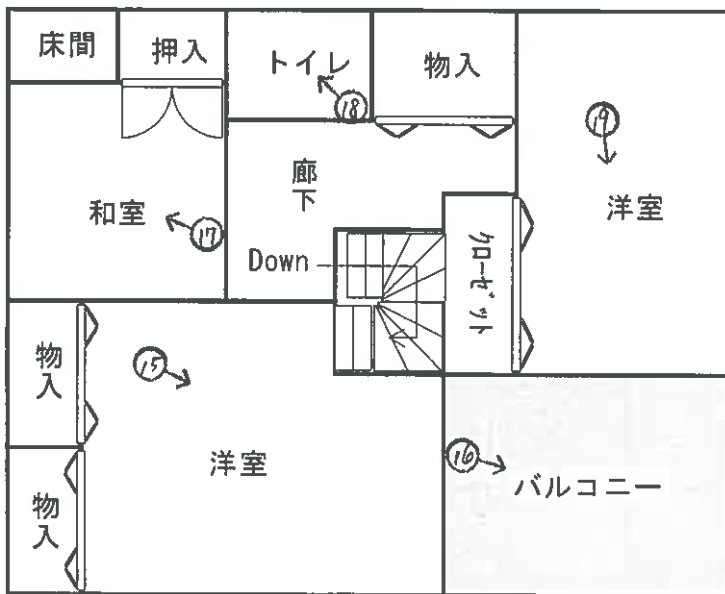 床間
押入
トイレ
物入
⑱
⑲
廊下
和室
⑰
洋室
Down
クローゼット
物入
⑮
洋室
⑯
バルコニー
物入